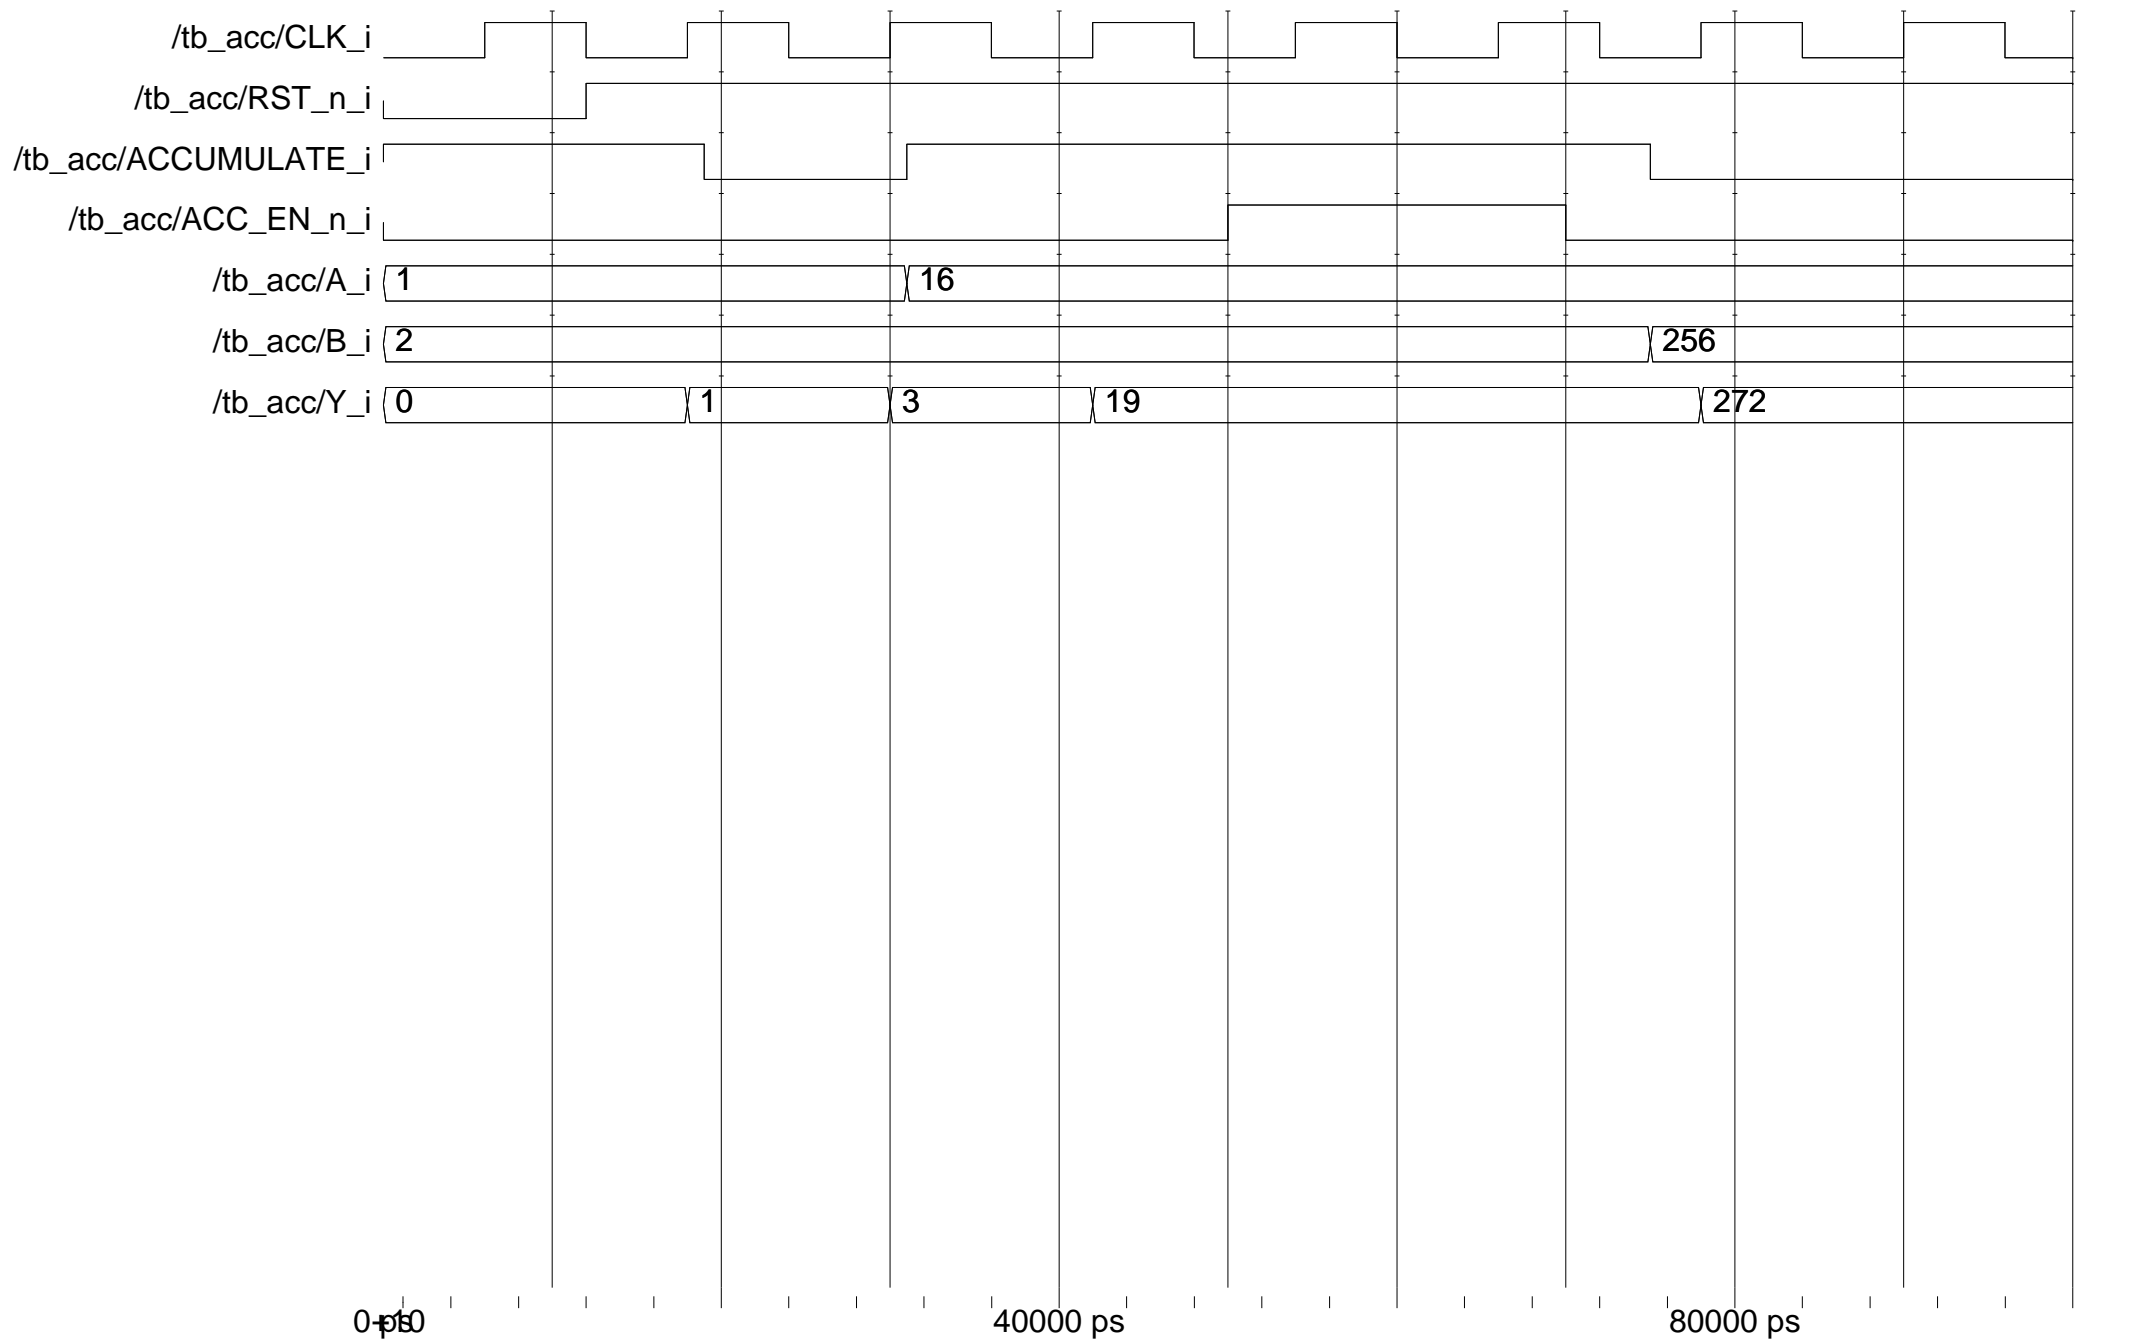 /tb_acc/CLK_i
/tb_acc/RST_n_i
/tb_acc/ACCUMULATE_i
/tb_acc/ACC_EN_n_i
/tb_acc/A_i 1 16
/tb_acc/B_i 2 256
/tb_acc/Y_i 0 1 3 19 272
40000 ps 80000 ps